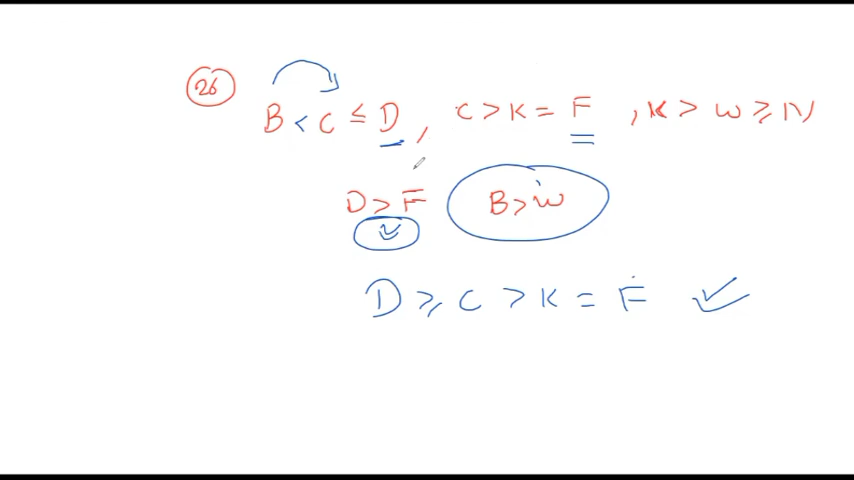 26
B < C ≤ D , C > K = F , K > W ⩾ N
D > F B > W
D ⩾ C > K = F